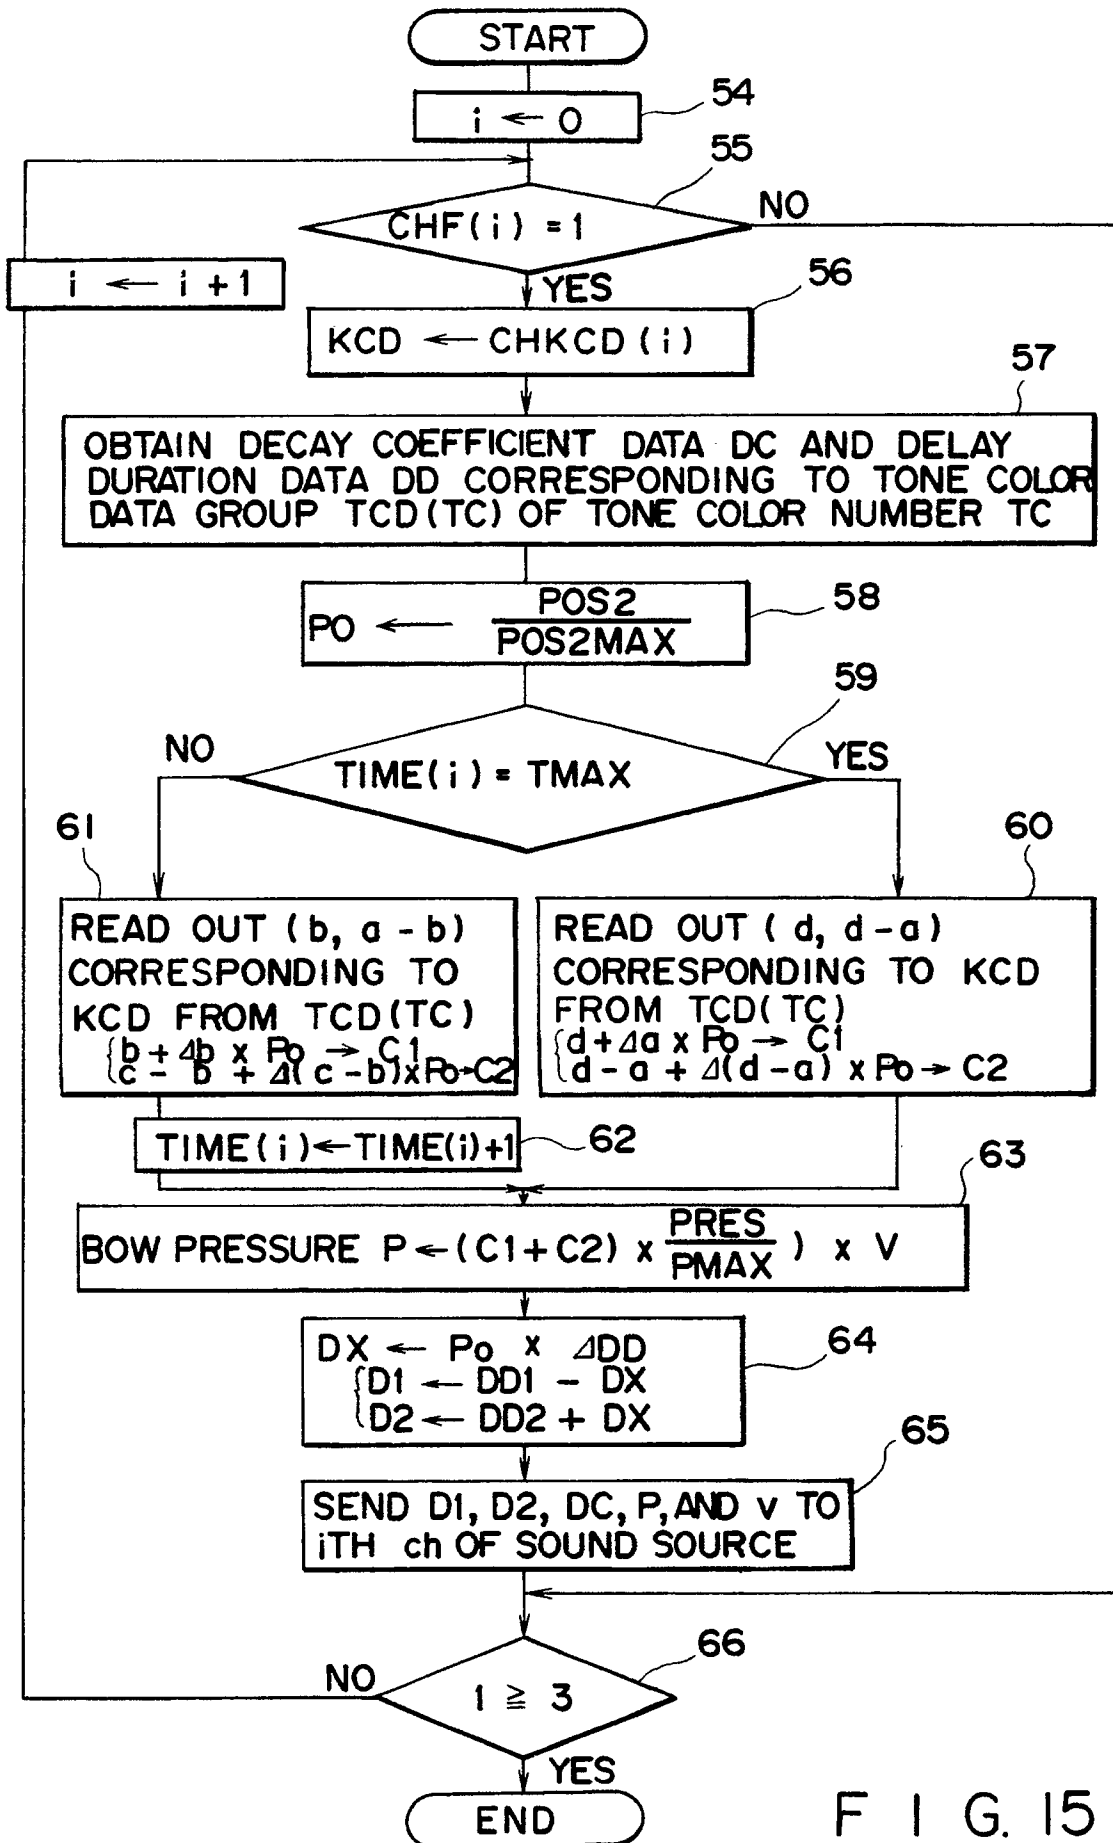 START
54
i ← 0
55
CHF(i) = 1
NO
i ← i + 1
YES
56
KCD ← CHKCD(i)
57
OBTAIN DECAY COEFFICIENT DATA DC AND DELAY
DURATION DATA DD CORRESPONDING TO TONE COLOR
DATA GROUP TCD(TC) OF TONE COLOR NUMBER TC
58
PO ← POS2
POS2MAX
59
NO
TIME(i) = TMAX
YES
61
60
READ OUT (b, a - b)
CORRESPONDING TO
KCD FROM TCD(TC)
{b + Δb x Po → C1
{c - b + Δ(c - b) x Po → C2
READ OUT (d, d - a)
CORRESPONDING TO KCD
FROM TCD(TC)
{d + Δa x Po → C1
{d - a + Δ(d - a) x Po → C2
TIME(i) ← TIME(i)+1
62
63
BOW PRESSURE P ← (C1 + C2) x PRES
PMAX ) x V
64
DX ← Po x ΔDD
{D1 ← DD1 - DX
{D2 ← DD2 + DX
65
SEND D1, D2, DC, P, AND v TO
iTH ch OF SOUND SOURCE
66
NO
1 ≧ 3
YES
END
FIG. 15